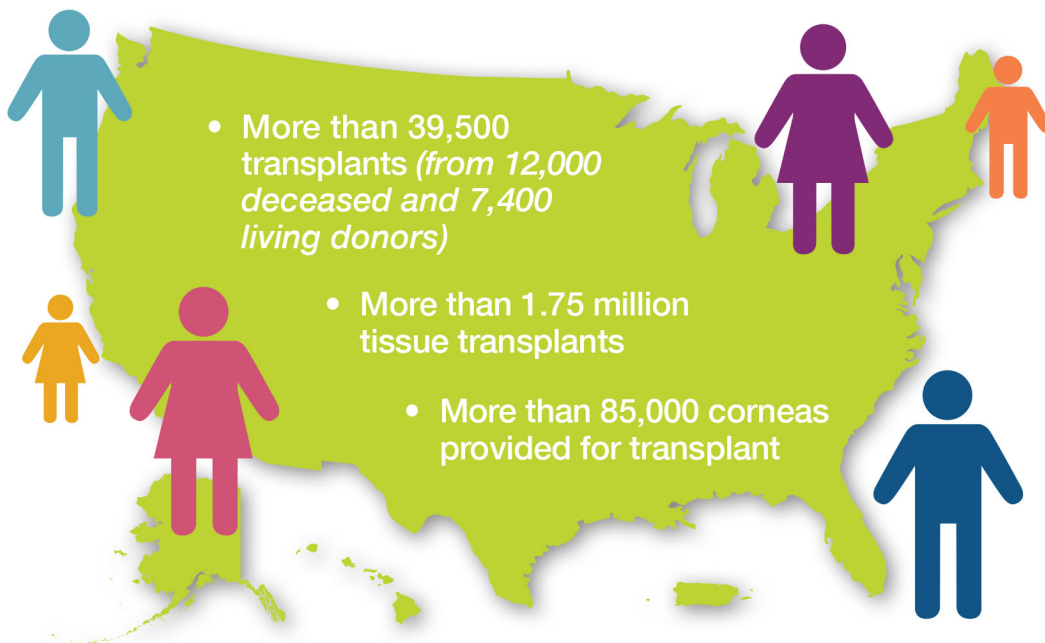 • More than 39,500
transplants (from 12,000
deceased and 7,400
living donors)
• More than 1.75 million
tissue transplants
• More than 85,000 corneas
provided for transplant